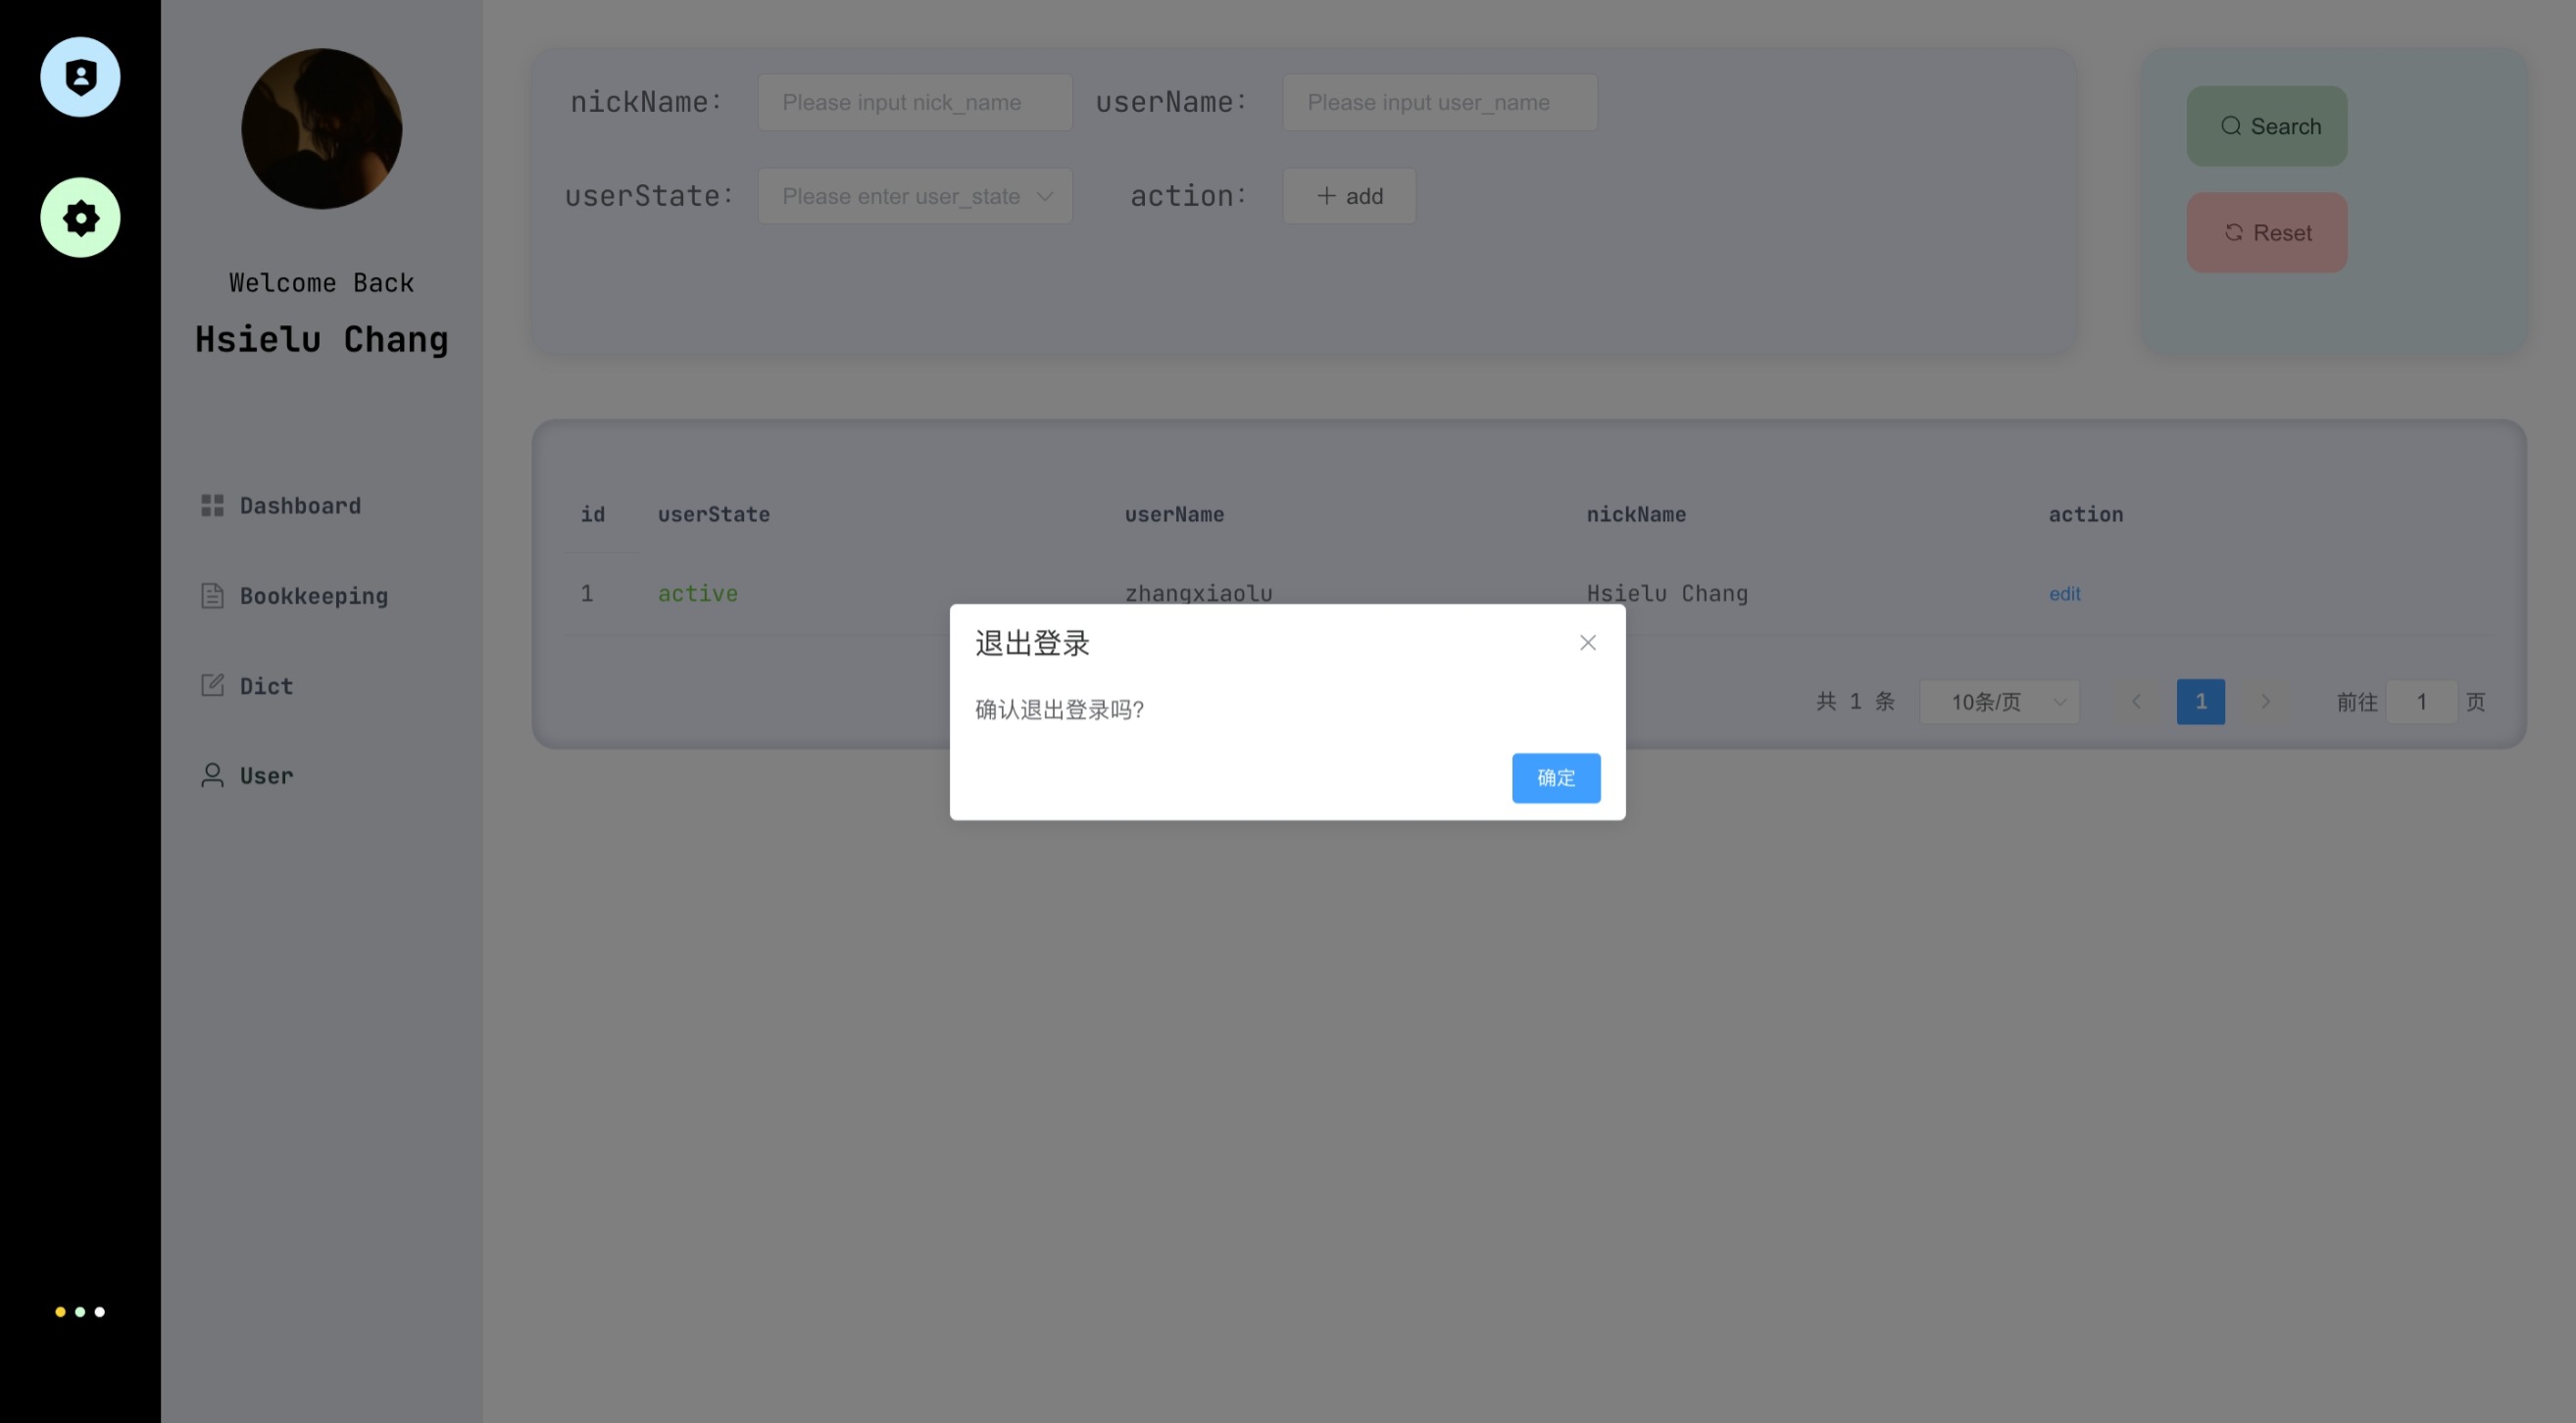 Welcome Back
Hsielu Chang
Dashboard
Bookkeeping
Dict
User
nickName:
Please input nick_name
userName:
Please input user_name
userState:
Please enter user_state
action:
add
Search
Reset
id userState userName nickName action
1 active zhangxiaolu Hsielu Chang edit
共 1 条 10条/页 1 前往 1 页
退出登录
确认退出登录吗?
确定